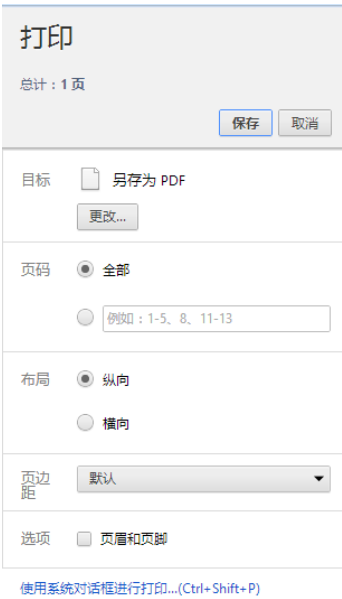 打印
总计：1 页
保存 取消
目标 另存为 PDF
更改...
页码 全部
例如：1-5、8、11-13
布局 纵向
横向
页边
距 默认
选项 页眉和页脚
使用系统对话框进行打印...(Ctrl+Shift+P)